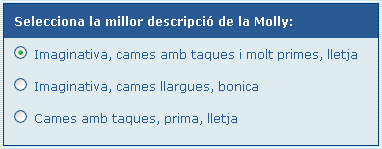 Selecciona la millor descripció de la Molly:
Imaginativa, cames amb taques i molt primes, lletja
Imaginativa, cames llargues, bonica
Cames amb taques, prima, lletja